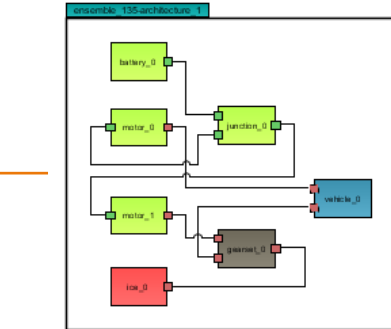 ensemble_135-architecture_1
battery_0
motor_0
junction_0
vehicle_0
motor_1
gearset_0
ice_0